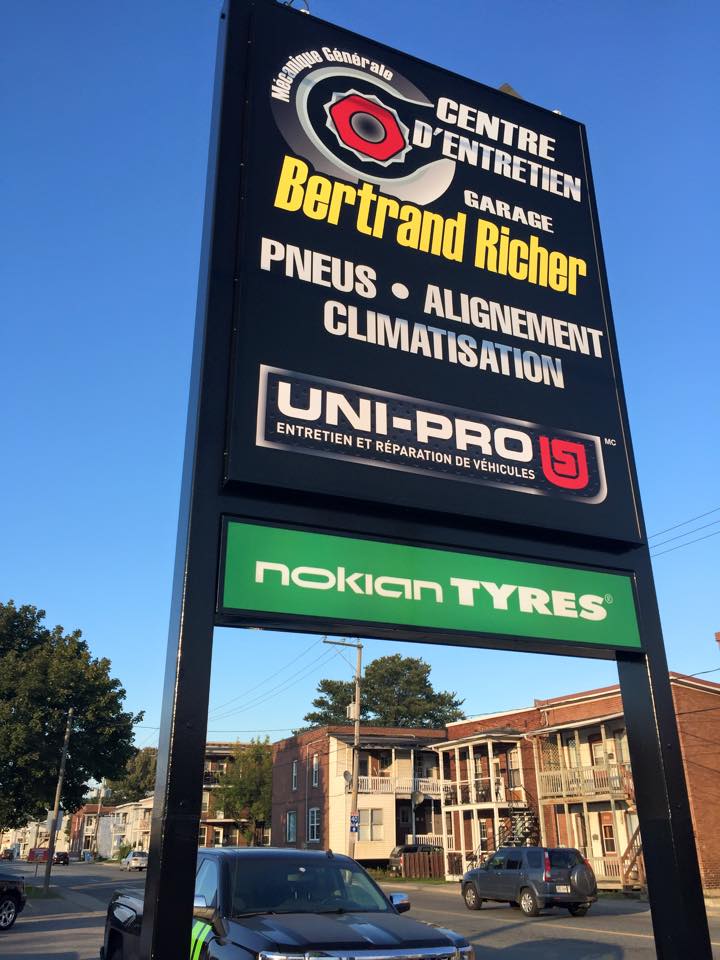 Mécanique Générale
CENTRE
D'ENTRETIEN
GARAGE
Bertrand Richer
PNEUS • ALIGNEMENT
CLIMATISATION
UNI-PRO MC
ENTRETIEN ET RÉPARATION DE VÉHICULES
nokian TYRES®
40